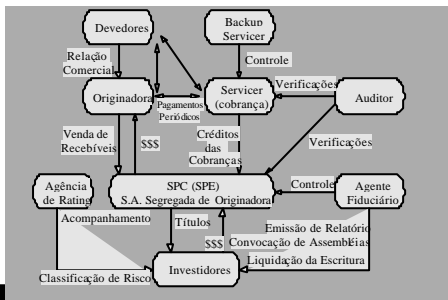 Devedores
Backup
Servicer
Relação
Comercial
Controle
Originadora
Pagamentos
Periódicos
Servicer
(cobrança)
Verificações
Auditor
Venda de
Recebíveis
$$$
Créditos
das
Cobranças
Verificações
Agência
de Rating
SPC (SPE)
S.A. Segregada de Originadora
Controle
Agente
Fiduciário
Acompanhamento
Títulos
$$$
Emissão de Relatório
Convocação de Assembléias
Liquidação da Escritura
Classificação de Risco
Investidores